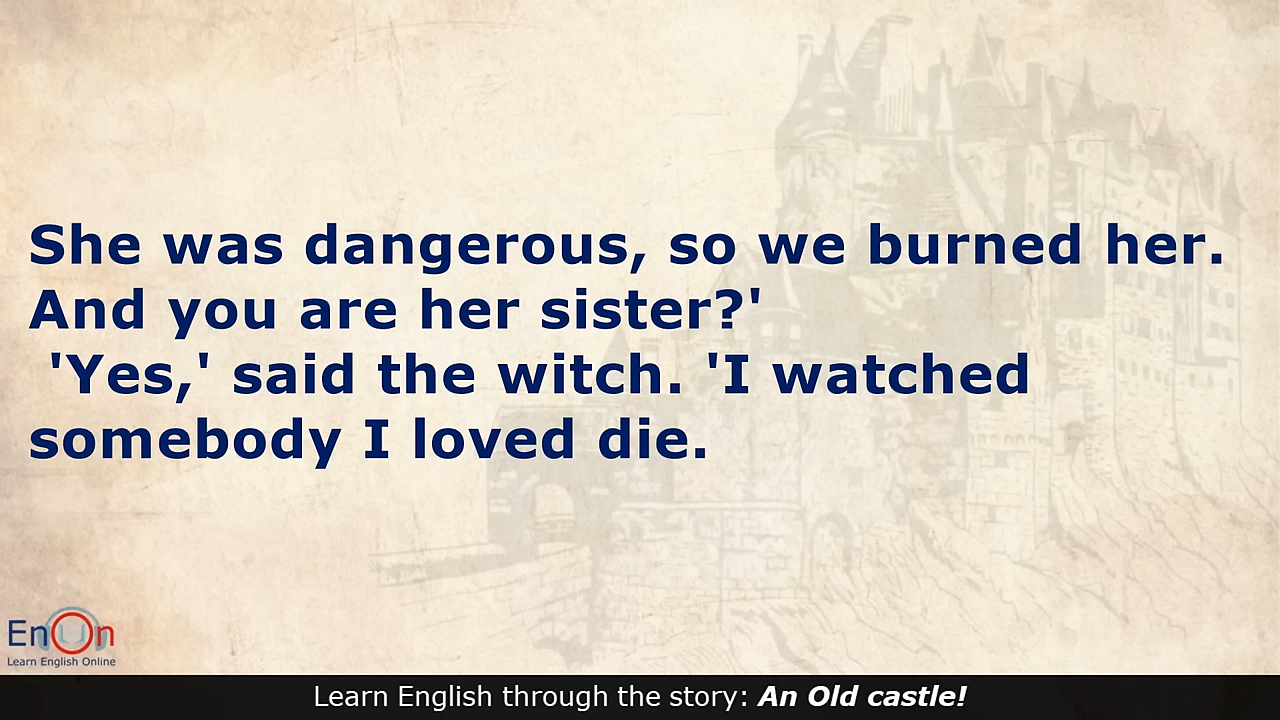 She was dangerous, so we burned her.
And you are her sister?'
'Yes,' said the witch. 'I watched
somebody I loved die.
EnOn
Learn English Online
Learn English through the story: An Old castle!